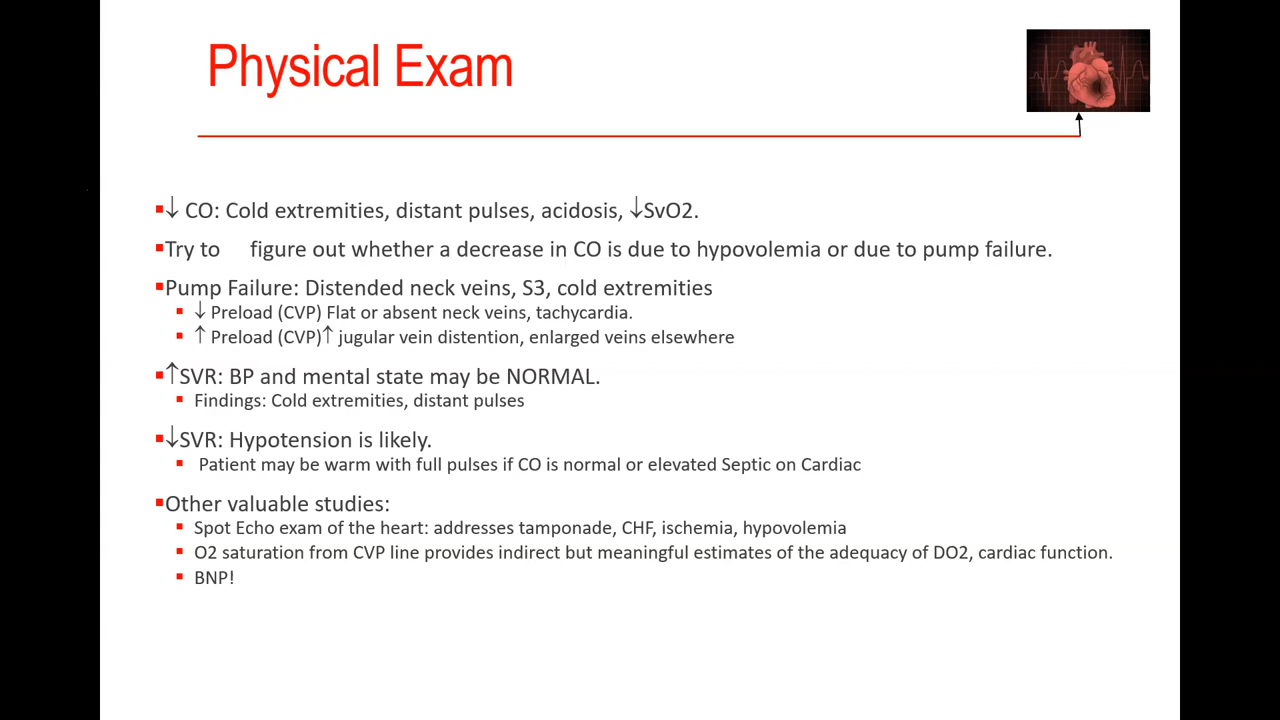 Physical Exam
▪↓ CO: Cold extremities, distant pulses, acidosis, ↓SvO2.
▪Try to figure out whether a decrease in CO is due to hypovolemia or due to pump failure.
▪Pump Failure: Distended neck veins, S3, cold extremities
▪ ↓ Preload (CVP) Flat or absent neck veins, tachycardia.
▪ ↑ Preload (CVP)↑ jugular vein distention, enlarged veins elsewhere
▪↑SVR: BP and mental state may be NORMAL.
▪ Findings: Cold extremities, distant pulses
▪↓SVR: Hypotension is likely.
▪ Patient may be warm with full pulses if CO is normal or elevated Septic on Cardiac
▪Other valuable studies:
▪ Spot Echo exam of the heart: addresses tamponade, CHF, ischemia, hypovolemia
▪ O2 saturation from CVP line provides indirect but meaningful estimates of the adequacy of DO2, cardiac function.
▪ BNP!